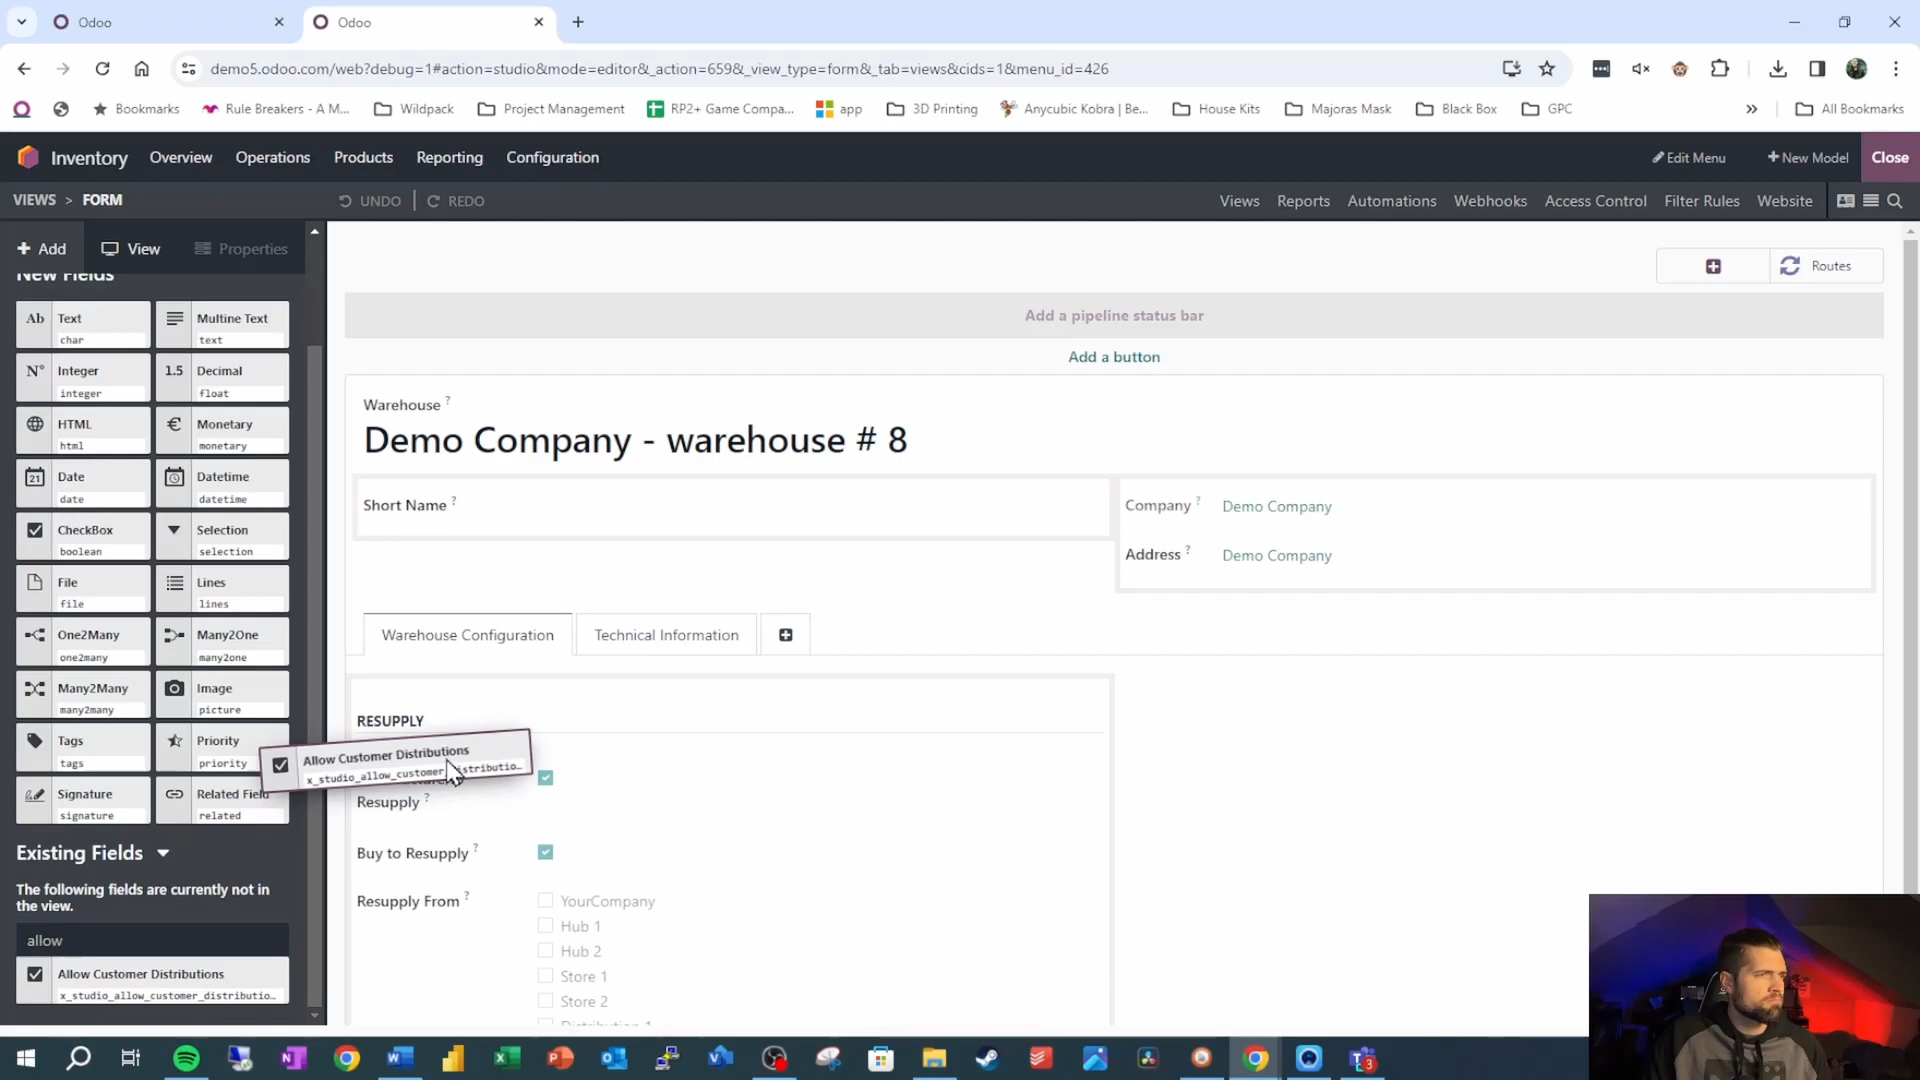 Odoo
Odoo
demo5.odoo.com/web?debug=1#action=studio&mode=editor&_action=659&_view_type=form&_tab=views&cids=1&menu_id=426
Bookmarks
Rule Breakers - A M...
Wildpack
Project Management
RP2+ Game Compa...
app
3D Printing
Anycubic Kobra | Be...
House Kits
Majoras Mask
Black Box
GPC
»
All Bookmarks
Inventory
Overview
Operations
Products
Reporting
Configuration
Edit Menu
New Model
Close
VIEWS > FORM
UNDO
REDO
Views
Reports
Automations
Webhooks
Access Control
Filter Rules
Website
Add
View
Properties
Routes
New Fields
Ab Text
char
Multine Text
text
N° Integer
integer
1.5 Decimal
float
HTML
html
€ Monetary
monetary
21 Date
date
Datetime
datetime
CheckBox
boolean
Selection
selection
File
file
Lines
lines
One2Many
one2many
Many2One
many2one
Many2Many
many2many
Image
picture
Tags
tags
Priority
priority
Signature
signature
Related Field
related
Existing Fields
The following fields are currently not in
the view.
allow
Allow Customer Distributions
x_studio_allow_customer_distributio...
Add a pipeline status bar
Add a button
Warehouse ?
Demo Company - warehouse # 8
Short Name ?
Company ? Demo Company
Address ? Demo Company
Warehouse Configuration
Technical Information
RESUPPLY
Allow Customer Distributions
Resupply ?
Buy to Resupply ?
Resupply From ?
YourCompany
Hub 1
Hub 2
Store 1
Store 2
Distribution 1
3